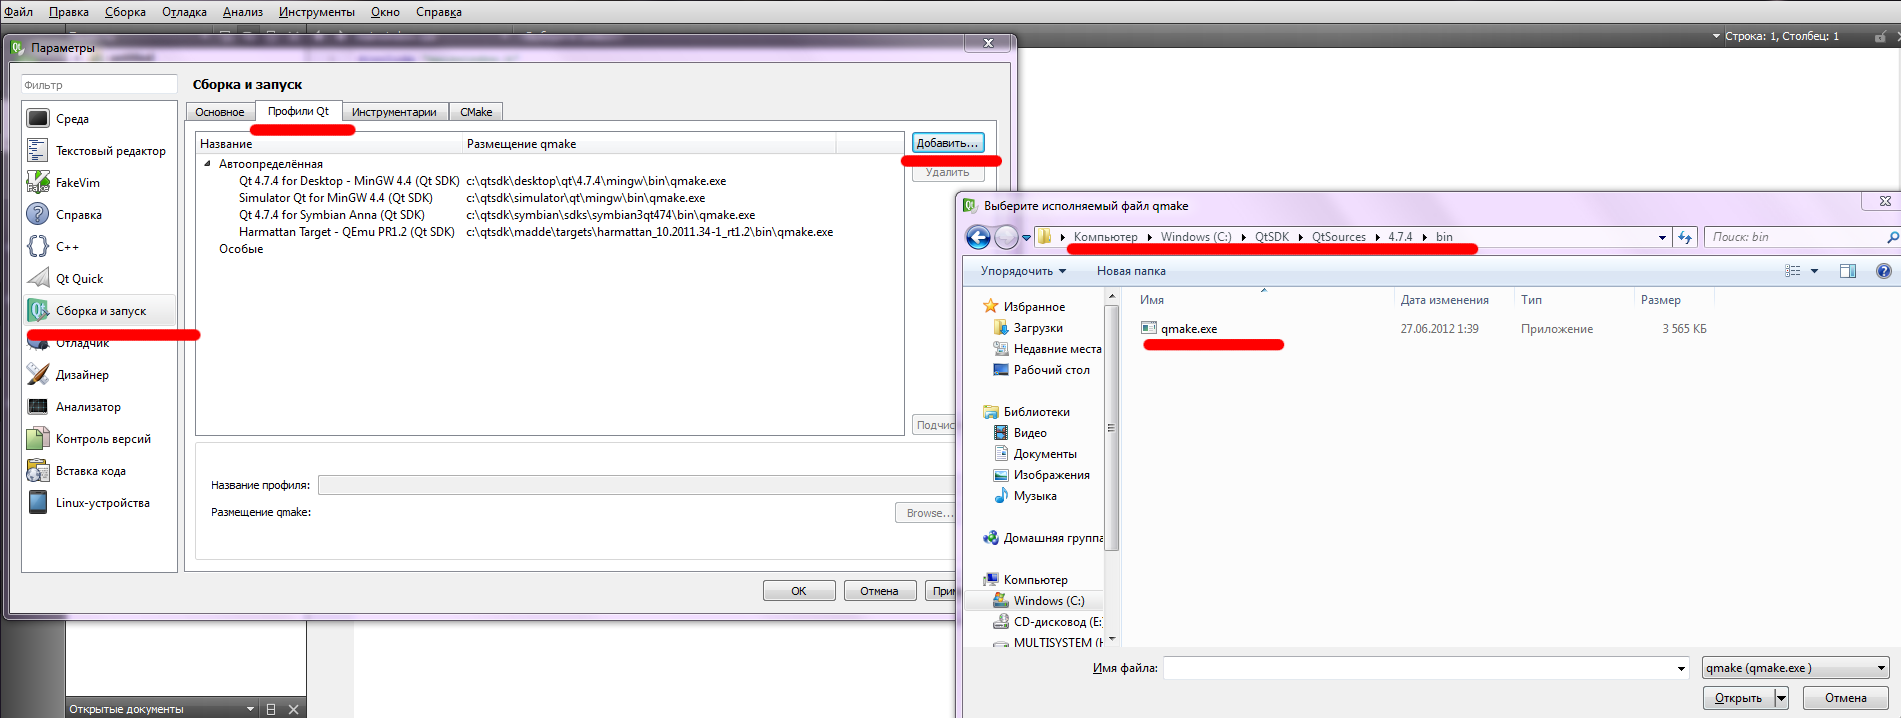 Файл Правка Сборка Отладка Анализ Инструменты Окно Справка
Строка: 1, Столбец: 1
Параметры
Фильтр
Среда
Текстовый редактор
FakeVim
Справка
C++
Qt Quick
Сборка и запуск
Отладчик
Дизайнер
Анализатор
Контроль версий
Вставка кода
Linux-устройства
Сборка и запуск
Основное Профили Qt Инструментарии CMake
Название Размещение qmake
Автоопределённая
Qt 4.7.4 for Desktop - MinGW 4.4 (Qt SDK) c:\qtsdk\desktop\qt\4.7.4\mingw\bin\qmake.exe
Simulator Qt for MinGW 4.4 (Qt SDK) c:\qtsdk\simulator\qt\mingw\bin\qmake.exe
Qt 4.7.4 for Symbian Anna (Qt SDK) c:\qtsdk\symbian\sdks\symbian3qt474\bin\qmake.exe
Harmattan Target - QEmu PR1.2 (Qt SDK) c:\qtsdk\madde\targets\harmattan_10.2011.34-1_rt1.2\bin\qmake.exe
Особые
Добавить...
Удалить
Подчис
Название профиля:
Размещение qmake:
Browse...
OK Отмена При
Открытые документы
Выберите исполняемый файл qmake
Компьютер Windows (C:) QtSDK QtSources 4.7.4 bin
Поиск: bin
Упорядочить Новая папка
Избранное
Загрузки
Недавние места
Рабочий стол
Библиотеки
Видео
Документы
Изображения
Музыка
Домашняя группа
Компьютер
Windows (C:)
CD-дисковод (E:
MULTISYSTEM (
Имя Дата изменения Тип Размер
qmake.exe 27.06.2012 1:39 Приложение 3 565 КБ
Имя файла:
qmake (qmake.exe )
Открыть Отмена